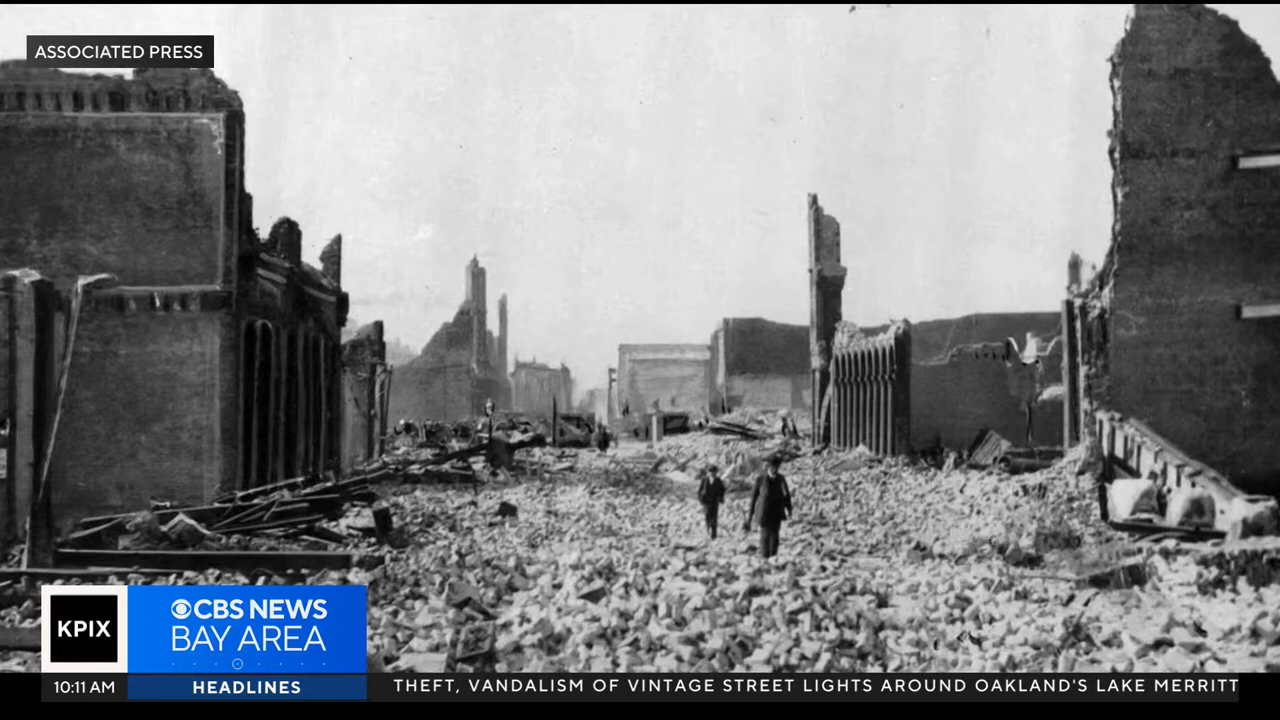 ASSOCIATED PRESS
KPIX
CBS NEWS
BAY AREA
10:11 AM
HEADLINES
THEFT, VANDALISM OF VINTAGE STREET LIGHTS AROUND OAKLAND'S LAKE MERRITT